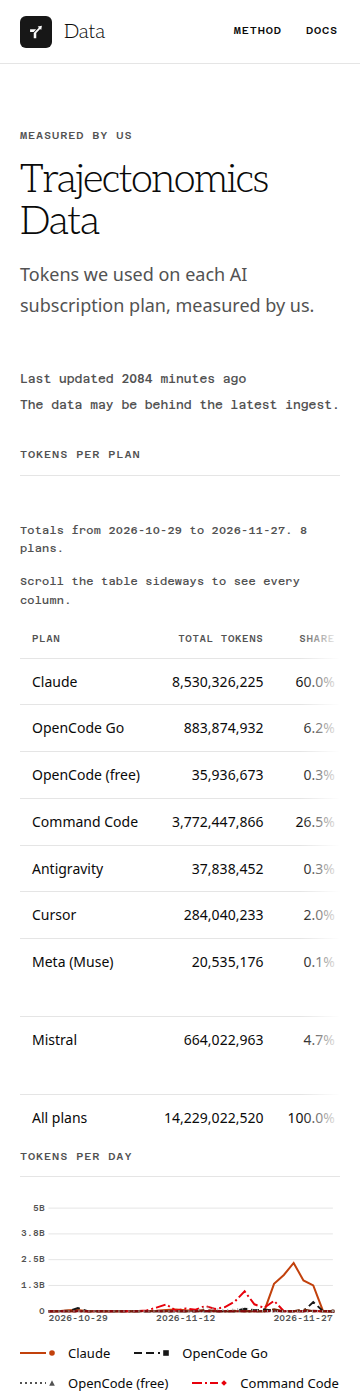 Data
METHOD
DOCS
MEASURED BY US
Trajectonomics
Data
Tokens we used on each AI
subscription plan, measured by us.
Last updated 2084 minutes ago
The data may be behind the latest ingest.
TOKENS PER PLAN
Totals from 2026-10-29 to 2026-11-27. 8
plans.
Scroll the table sideways to see every
column.
PLAN TOTAL TOKENS SHARE
Claude 8,530,326,225 60.0%
OpenCode Go 883,874,932 6.2%
OpenCode (free) 35,936,673 0.3%
Command Code 3,772,447,866 26.5%
Antigravity 37,838,452 0.3%
Cursor 284,040,233 2.0%
Meta (Muse) 20,535,176 0.1%
Mistral 664,022,963 4.7%
All plans 14,229,022,520 100.0%
TOKENS PER DAY
5B
3.8B
2.5B
1.3B
0
2026-10-29 2026-11-12 2026-11-27
Claude OpenCode Go
OpenCode (free) Command Code